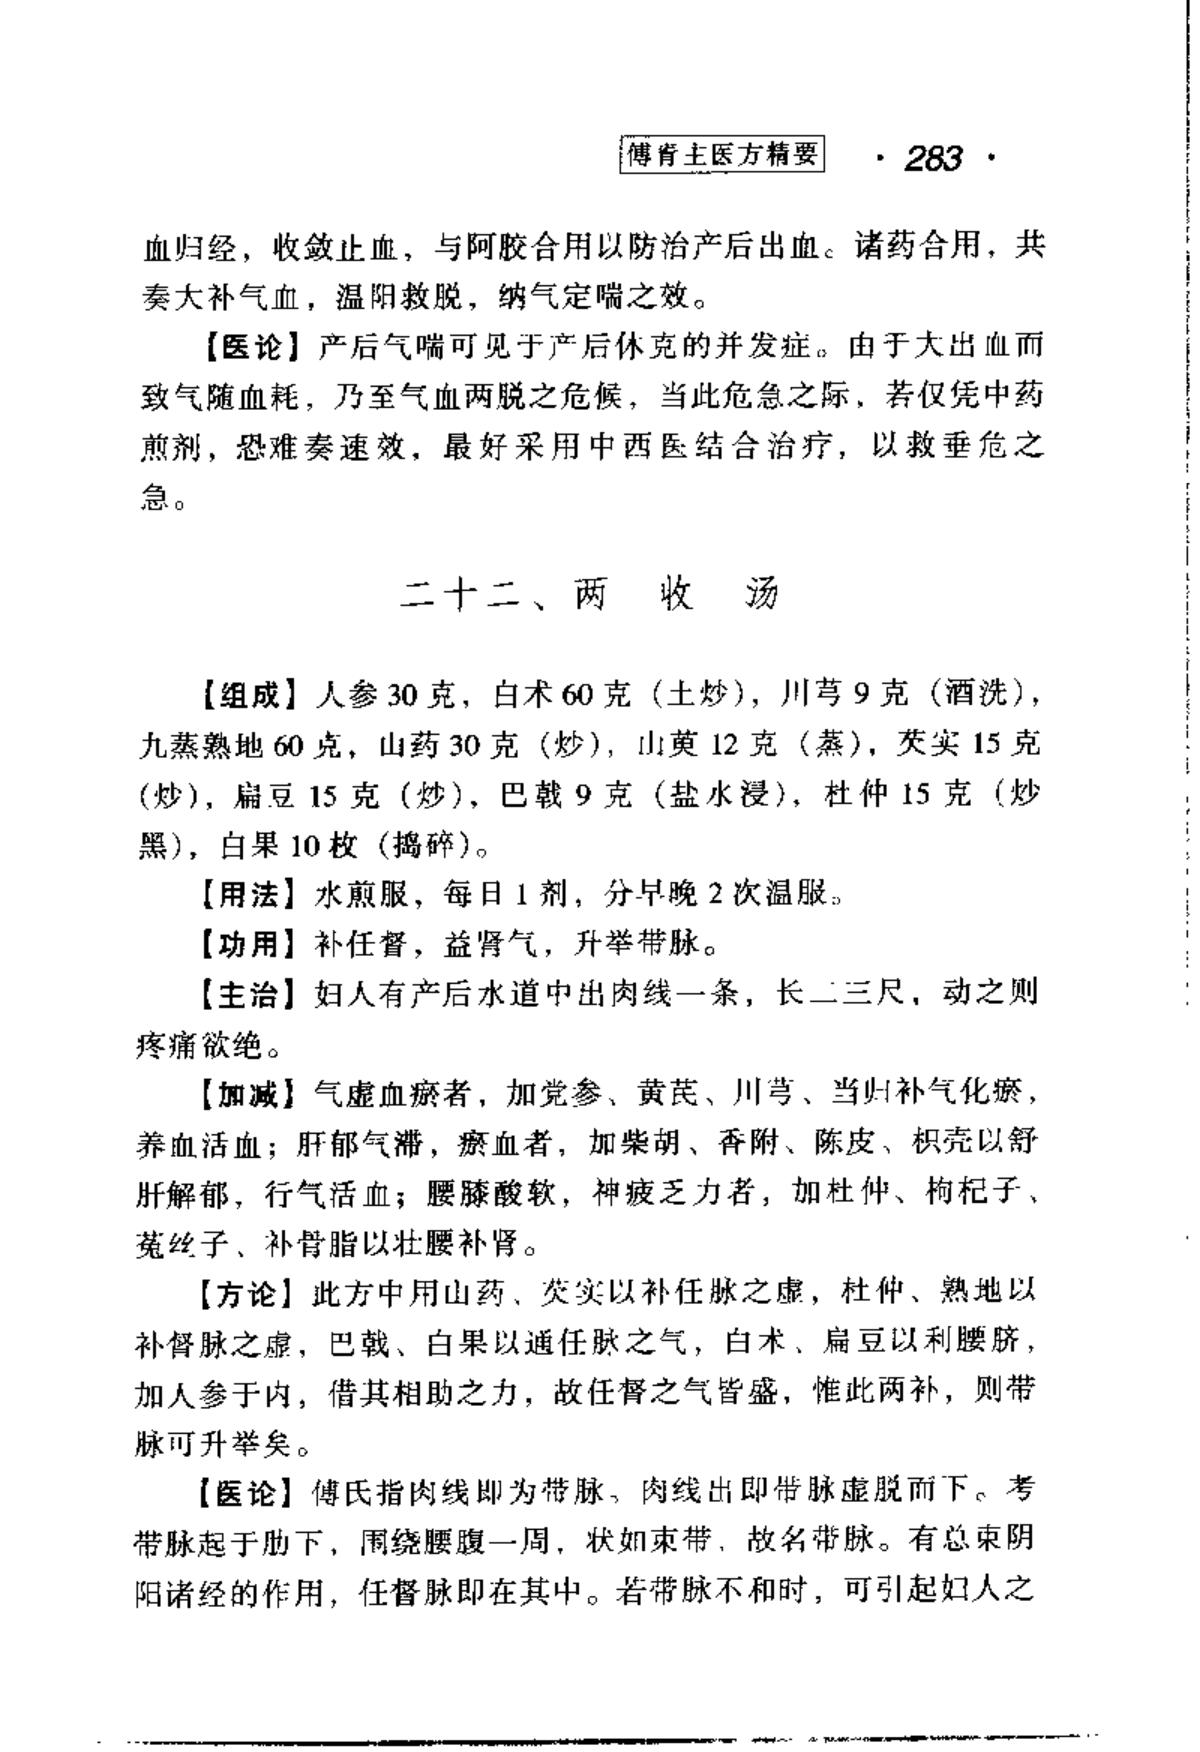 傅青主医方精要 · 283 ·
血归经，收敛止血，与阿胶合用以防治产后出血。诸药合用，共
奏大补气血，温阳救脱，纳气定喘之效。
【医论】产后气喘可见于产后休克的并发症。由于大出血而
致气随血耗，乃至气血两脱之危候，当此危急之际，若仅凭中药
煎剂，恐难奏速效，最好采用中西医结合治疗，以救垂危之
急。
二十二、两 收 汤
【组成】人参 30 克，白术 60 克（土炒），川芎 9 克（酒洗），
九蒸熟地 60 克，山药 30 克（炒），山萸 12 克（蒸），芡实 15 克
（炒），扁豆 15 克（炒），巴戟 9 克（盐水浸），杜仲 15 克（炒
黑），白果 10 枚（捣碎）。
【用法】水煎服，每日 1 剂，分早晚 2 次温服。
【功用】补任督，益肾气，升举带脉。
【主治】妇人有产后水道中出肉线一条，长二三尺，动之则
疼痛欲绝。
【加减】气虚血瘀者，加党参、黄芪、川芎、当归补气化瘀，
养血活血；肝郁气滞，瘀血者，加柴胡、香附、陈皮、枳壳以舒
肝解郁，行气活血；腰膝酸软，神疲乏力者，加杜仲、枸杞子、
菟丝子、补骨脂以壮腰补肾。
【方论】此方中用山药、芡实以补任脉之虚，杜仲、熟地以
补督脉之虚，巴戟、白果以通任脉之气，白术、扁豆以利腰脐，
加人参于内，借其相助之力，故任督之气皆盛，惟此两补，则带
脉可升举矣。
【医论】傅氏指肉线即为带脉。肉线出即带脉虚脱而下。考
带脉起于肋下，围绕腰腹一周，状如束带，故名带脉。有总束阴
阳诸经的作用，任督脉即在其中。若带脉不和时，可引起妇人之